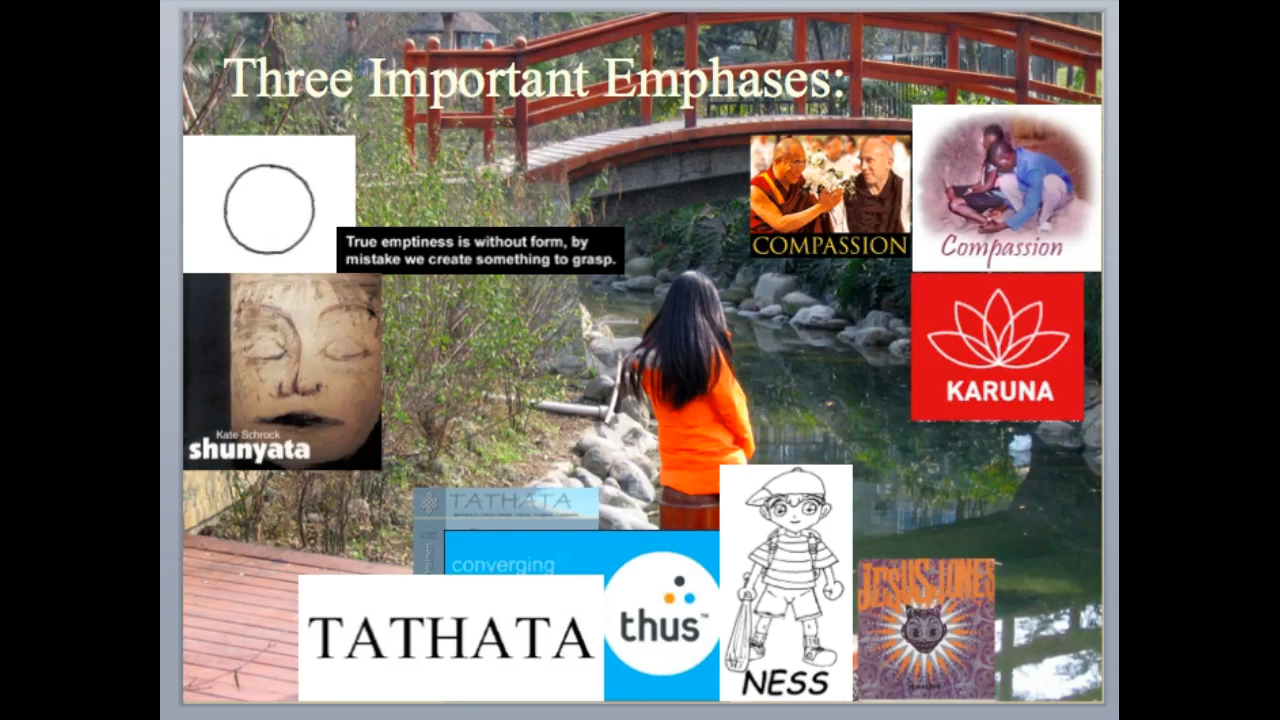 Three Important Emphases:
True emptiness is without form, by
mistake we create something to grasp.
COMPASSION
Compassion
KARUNA
Kate Schrock
shunyata
TATHATA
converging
TATHATA
thus™
NESS
JESUS JONES